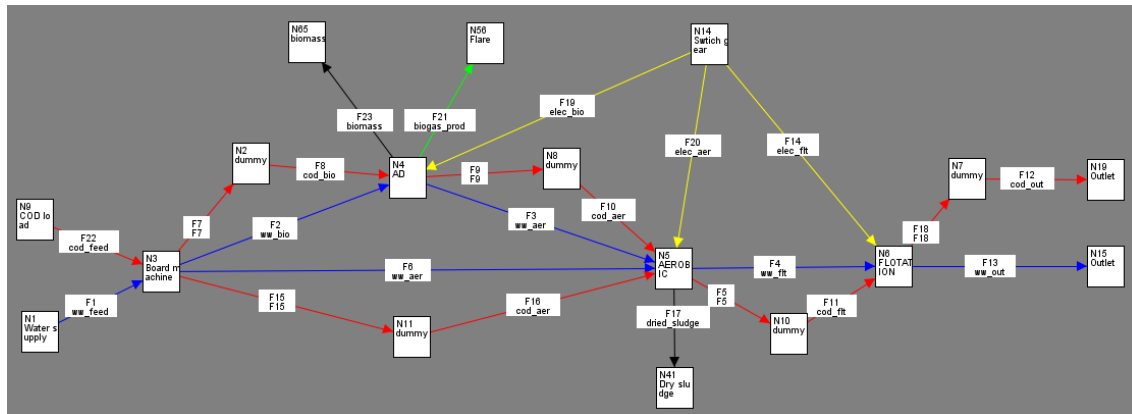 N65
biomass
N56
Flare
N14
Swtich g
ear
F23
biomass
F21
biogas_prod
F19
elec_bio
F20
elec_aer
F14
elec_flt
N2
dummy
F8
cod_bio
N4
AD
F9
F9
N8
dummy
N7
dummy
F12
cod_out
N19
Outlet
N9
COD lo
ad
F22
cod_feed
F7
F7
F2
ww_bio
F10
cod_aer
F3
ww_aer
F18
F18
N3
Board m
achine
F6
ww_aer
N5
AEROB
IC
F4
ww_flt
N6
FLOTAT
ION
F13
ww_out
N15
Outlet
F1
ww_feed
N1
Water s
upply
F15
F15
F16
cod_aer
F5
F5
F11
cod_flt
N11
dummy
F17
dried_sludge
N10
dummy
N41
Dry slu
dge